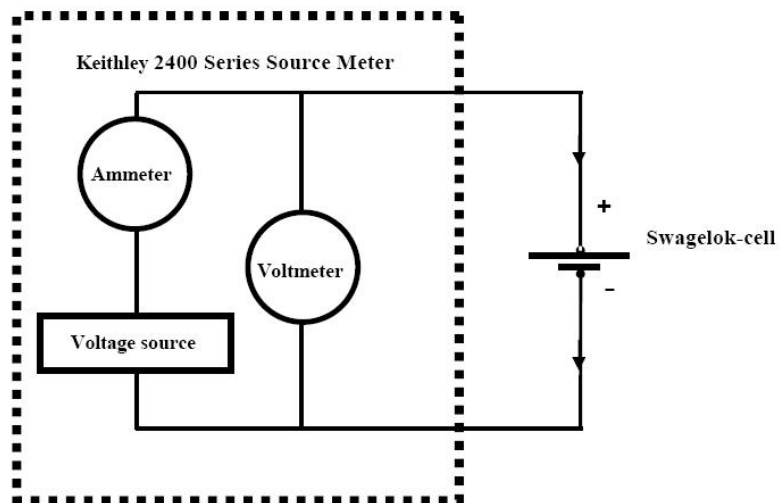 Keithley 2400 Series Source Meter
Ammeter
+
Swagelok-cell
Voltmeter
-
Voltage source